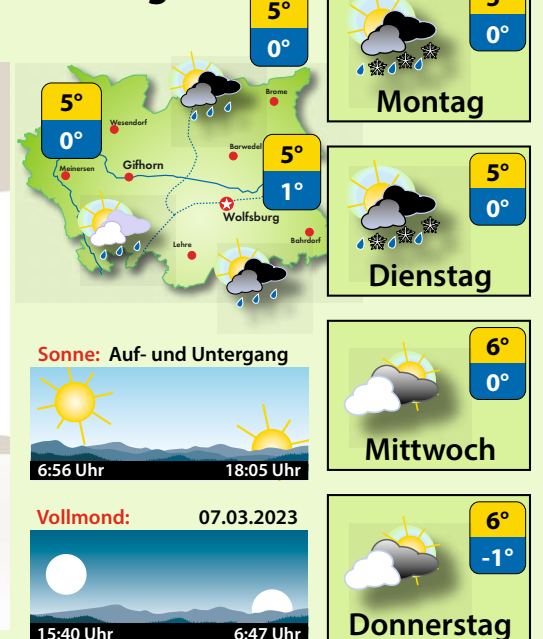 5°
0°
5°
0°
Brome
Wesendorf
Barwedel
Meinersen
Gifhorn
5°
1°
Wolfsburg
Lehre
Bahrdorf
Sonne: Auf- und Untergang
6:56 Uhr 18:05 Uhr
Vollmond: 07.03.2023
15:40 Uhr 6:47 Uhr
0°
Montag
5°
0°
Dienstag
6°
0°
Mittwoch
6°
-1°
Donnerstag